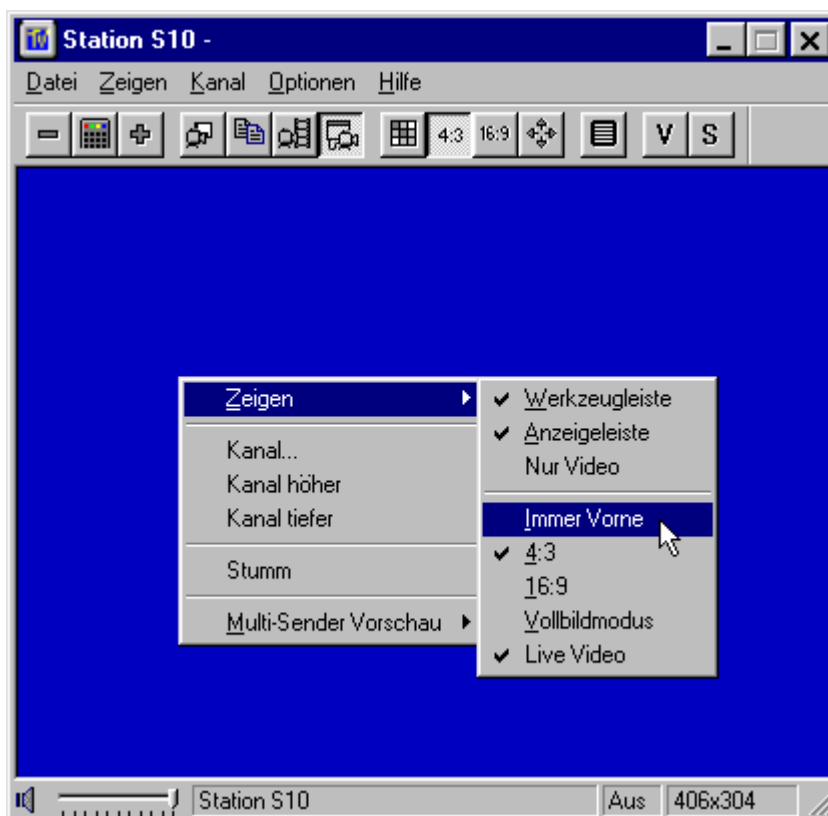 Station S10 -
Datei Zeigen Kanal Optionen Hilfe
4:3 16:9 V S
Zeigen
Kanal...
Kanal höher
Kanal tiefer
Stumm
Multi-Sender Vorschau
Werkzeugleiste
Anzeigeleiste
Nur Video
Immer Vorne
4:3
16:9
Vollbildmodus
Live Video
Station S10 Aus 406x304